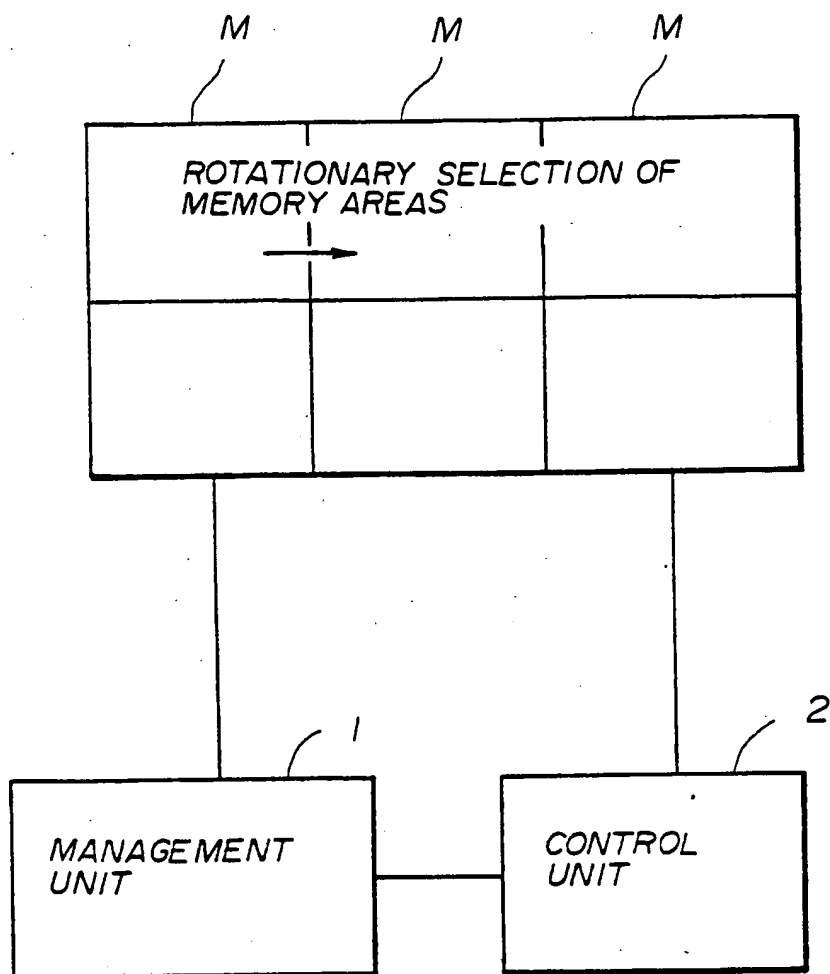 M M M
ROTATIONARY SELECTION OF
MEMORY AREAS
1 2
MANAGEMENT
UNIT
CONTROL
UNIT